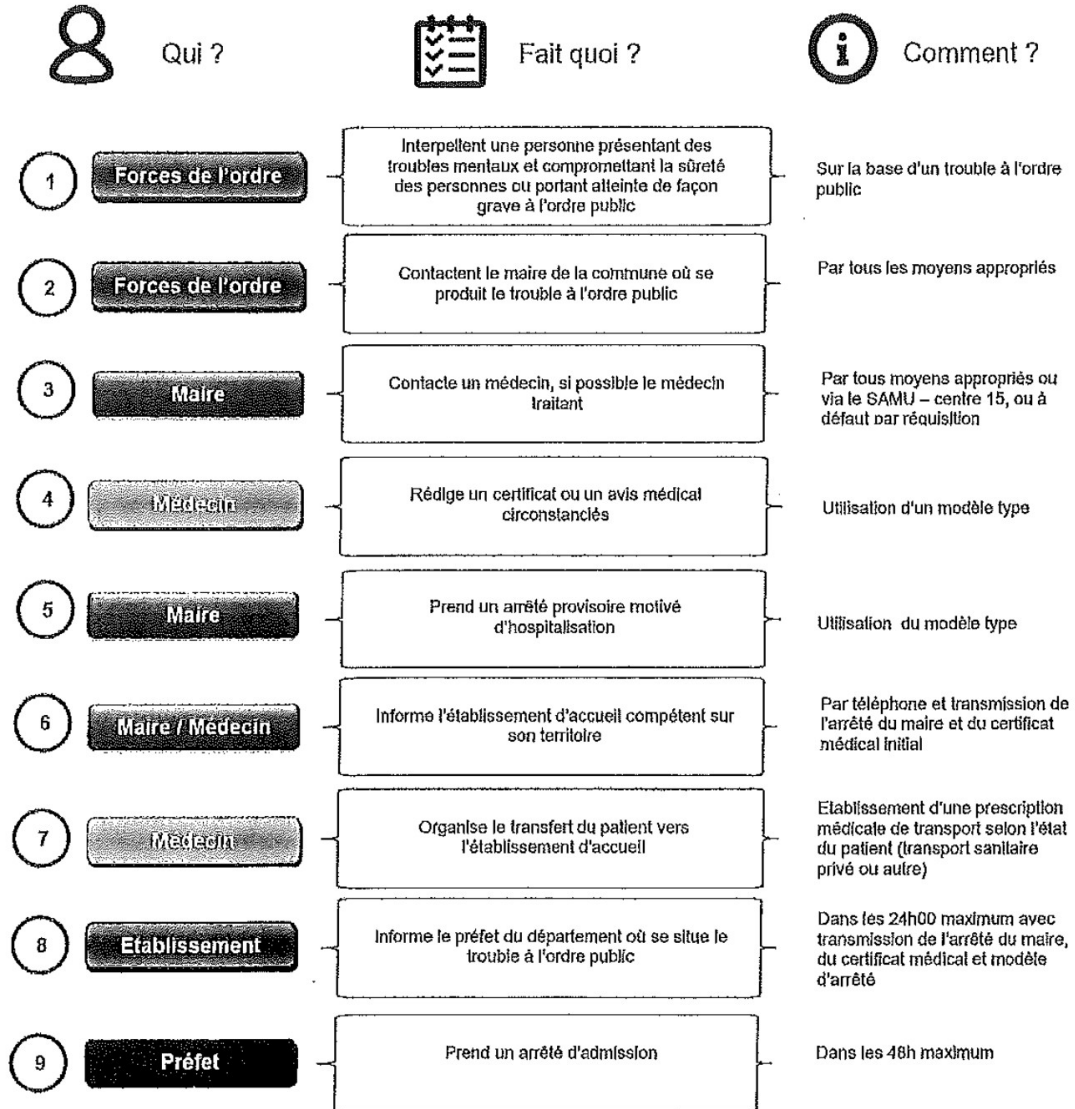 Qui ?
Fait quoi ?
i
Comment ?
1
Forces de l'ordre
Interpellent une personne présentant des
troubles mentaux et compromettant la sûreté
des personnes ou portant atteinte de façon
grave à l'ordre public
Sur la base d'un trouble à l'ordre
public
2
Forces de l'ordre
Contactent le maire de la commune où se
produit le trouble à l'ordre public
Par tous les moyens appropriés
3
Maire
Contacte un médecin, si possible le médecin
traitant
Par tous moyens appropriés ou
via le SAMU – centre 15, ou à
défaut par réquisition
4
Médecin
Rédige un certificat ou un avis médical
circonstanciés
Utilisation d'un modèle type
5
Maire
Prend un arrêté provisoire motivé
d'hospitalisation
Utilisation du modèle type
6
Maire / Médecin
Informe l'établissement d'accueil compétent sur
son territoire
Par téléphone et transmission de
l'arrêté du maire et du certificat
médical initial
7
Médecin
Organise le transfert du patient vers
l'établissement d'accueil
Etablissement d'une prescription
médicale de transport selon l'état
du patient (transport sanitaire
privé ou autre)
8
Etablissement
Informe le préfet du département où se situe le
trouble à l'ordre public
Dans les 24h00 maximum avec
transmission de l'arrêté du maire,
du certificat médical et modèle
d'arrêté
9
Préfet
Prend un arrêté d'admission
Dans les 48h maximum